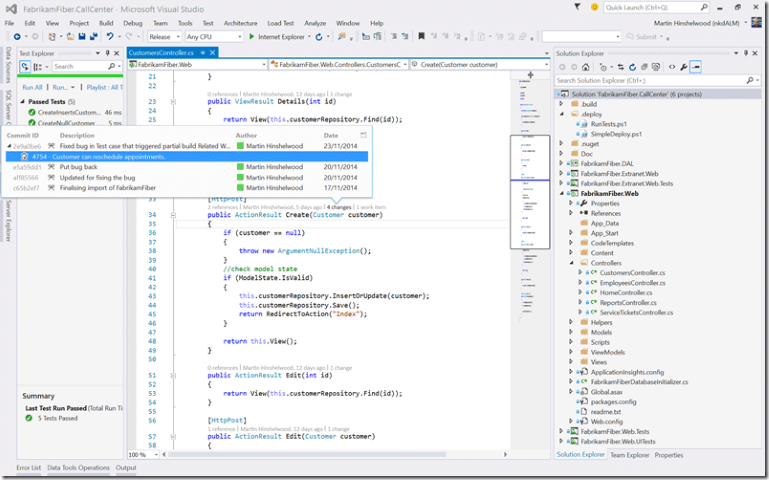 FabrikamFiber.CallCenter - Microsoft Visual Studio
Quick Launch (Ctrl+Q)
File Edit View Project Build Debug Team Tools Test Architecture Load Test Analyze Window Help
Martin Hinshelwood (nkdALM)
Release Any CPU Internet Explorer
Data Sources
SQL Server
Server Explorer
Test Explorer
Search
Run All Run... Playlist : All T
Passed Tests (5)
CreateInsertsCustome 46 ms
Commit ID Description Author Date
2e9a0be6 Fixed bug in Test case that triggered partial build Related W... Martin Hinshelwood 23/11/2014
4754 - Customer can reschedule appointments.
e5a59dd1 Put bug back Martin Hinshelwood 20/11/2014
aff85566 Updated for fixing the bug Martin Hinshelwood 20/11/2014
c65b2ef7 Finalising import of FabrikamFiber Martin Hinshelwood 17/11/2014
Summary
Last Test Run Passed (Total Run Ti
5 Tests Passed
CustomersController.cs
FabrikamFiber.Web FabrikamFiber.Web.Controllers.CustomersC Create(Customer customer)
21 }
22
0 references | Martin Hinshelwood, 12 days ago | 1 change
23 public ViewResult Details(int id)
24 {
25 return View(this.customerRepository.Find(id));
33 [HttpPost]
2 references | Martin Hinshelwood, 5 days ago | 4 changes | 1 work item
34 public ActionResult Create(Customer customer)
35 {
36 if (customer == null)
37 {
38 throw new ArgumentNullException();
39 }
40 //check model state
41 if (ModelState.IsValid)
42 {
43 this.customerRepository.InsertOrUpdate(customer);
44 this.customerRepository.Save();
45 return RedirectToAction("Index");
46 }
47
48 return this.View();
49 }
50
0 references | Martin Hinshelwood, 12 days ago | 1 change
51 public ActionResult Edit(int id)
52 {
53 return View(this.customerRepository.Find(id));
54 }
55
56 [HttpPost]
1 reference | Martin Hinshelwood, 12 days ago | 1 change
57 public ActionResult Edit(Customer customer)
58 {
100 %
Solution Explorer
Search Solution Explorer (Ctrl+;)
Solution 'FabrikamFiber.CallCenter' (6 projects)
.build
.deploy
RunTests.ps1
SimpleDeploy.ps1
.nuget
Doc
FabrikamFiber.DAL
FabrikamFiber.Extranet.Web
FabrikamFiber.Extranet.Web.Tests
FabrikamFiber.Web
Properties
References
App_Data
App_Start
CodeTemplates
Content
Controllers
CustomersController.cs
EmployeesController.cs
HomeController.cs
ReportsController.cs
ServiceTicketsController.cs
Helpers
Models
Scripts
ViewModels
Views
ApplicationInsights.config
FabrikamFiberDatabaseInitializer.cs
Global.asax
packages.config
readme.txt
Web.config
FabrikamFiber.Web.Tests
FabrikamFiber.Web.UITests
Solution Explorer Team Explorer Properties
Error List Data Tools Operations Output